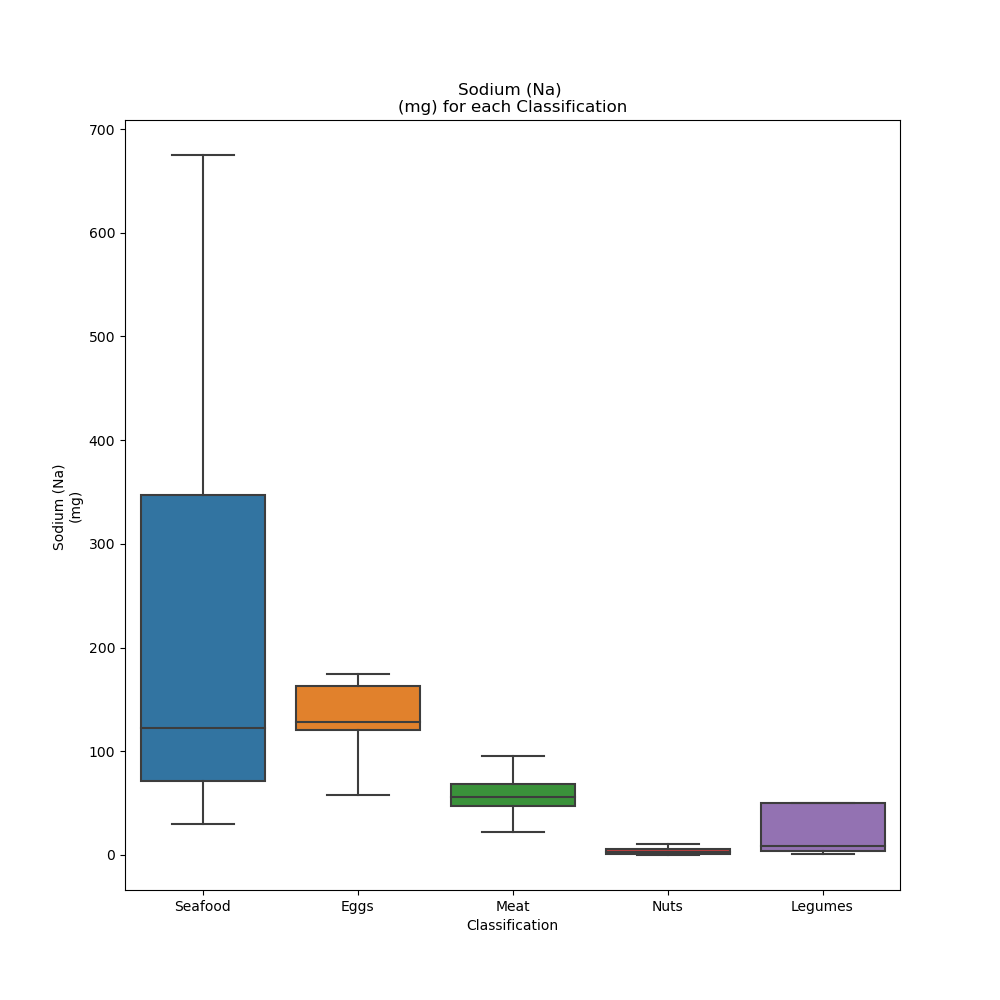 Sodium (Na)
(mg) for each Classification
700
600
500
400
300
200
100
0
Sodium (Na)
(mg)
Seafood
Eggs
Meat
Nuts
Legumes
Classification